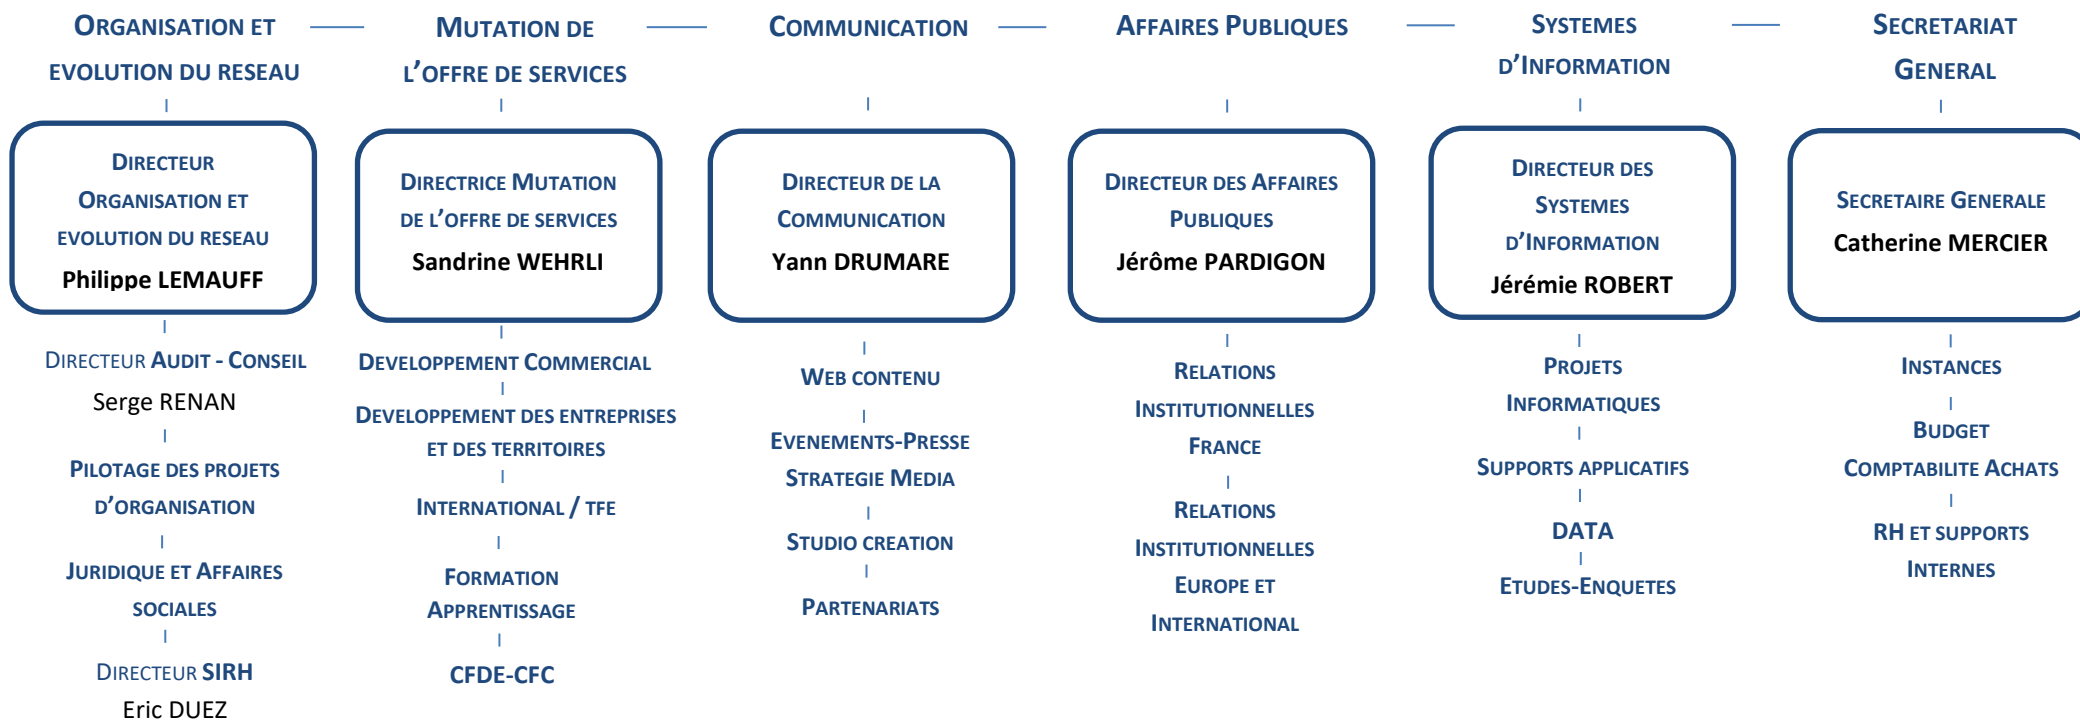 ORGANISATION ET
EVOLUTION DU RESEAU
DIRECTEUR
ORGANISATION ET
EVOLUTION DU RESEAU
Philippe LEMAUFF
DIRECTEUR AUDIT - CONSEIL
Serge RENAN
PILOTAGE DES PROJETS
D'ORGANISATION
JURIDIQUE ET AFFAIRES
SOCIALES
DIRECTEUR SIRH
Eric DUEZ
MUTATION DE
L'OFFRE DE SERVICES
DIRECTRICE MUTATION
DE L'OFFRE DE SERVICES
Sandrine WEHRLI
DEVELOPPEMENT COMMERCIAL
DEVELOPPEMENT DES ENTREPRISES
ET DES TERRITOIRES
INTERNATIONAL / TFE
FORMATION
APPRENTISSAGE
CFDE-CFC
COMMUNICATION
DIRECTEUR DE LA
COMMUNICATION
Yann DRUMARE
WEB CONTENU
EVENEMENTS-PRESSE
STRATEGIE MEDIA
STUDIO CREATION
PARTENARIATS
AFFAIRES PUBLIQUES
DIRECTEUR DES AFFAIRES
PUBLIQUES
Jérôme PARDIGON
RELATIONS
INSTITUTIONNELLES
FRANCE
RELATIONS
INSTITUTIONNELLES
EUROPE ET
INTERNATIONAL
SYSTEMES
D'INFORMATION
DIRECTEUR DES
SYSTEMES
D'INFORMATION
Jérémie ROBERT
PROJETS
INFORMATIQUES
SUPPORTS APPLICATIFS
DATA
ETUDES-ENQUETES
SECRETARIAT
GENERAL
SECRETAIRE GENERALE
Catherine MERCIER
INSTANCES
BUDGET
COMPTABILITE ACHATS
RH ET SUPPORTS
INTERNES